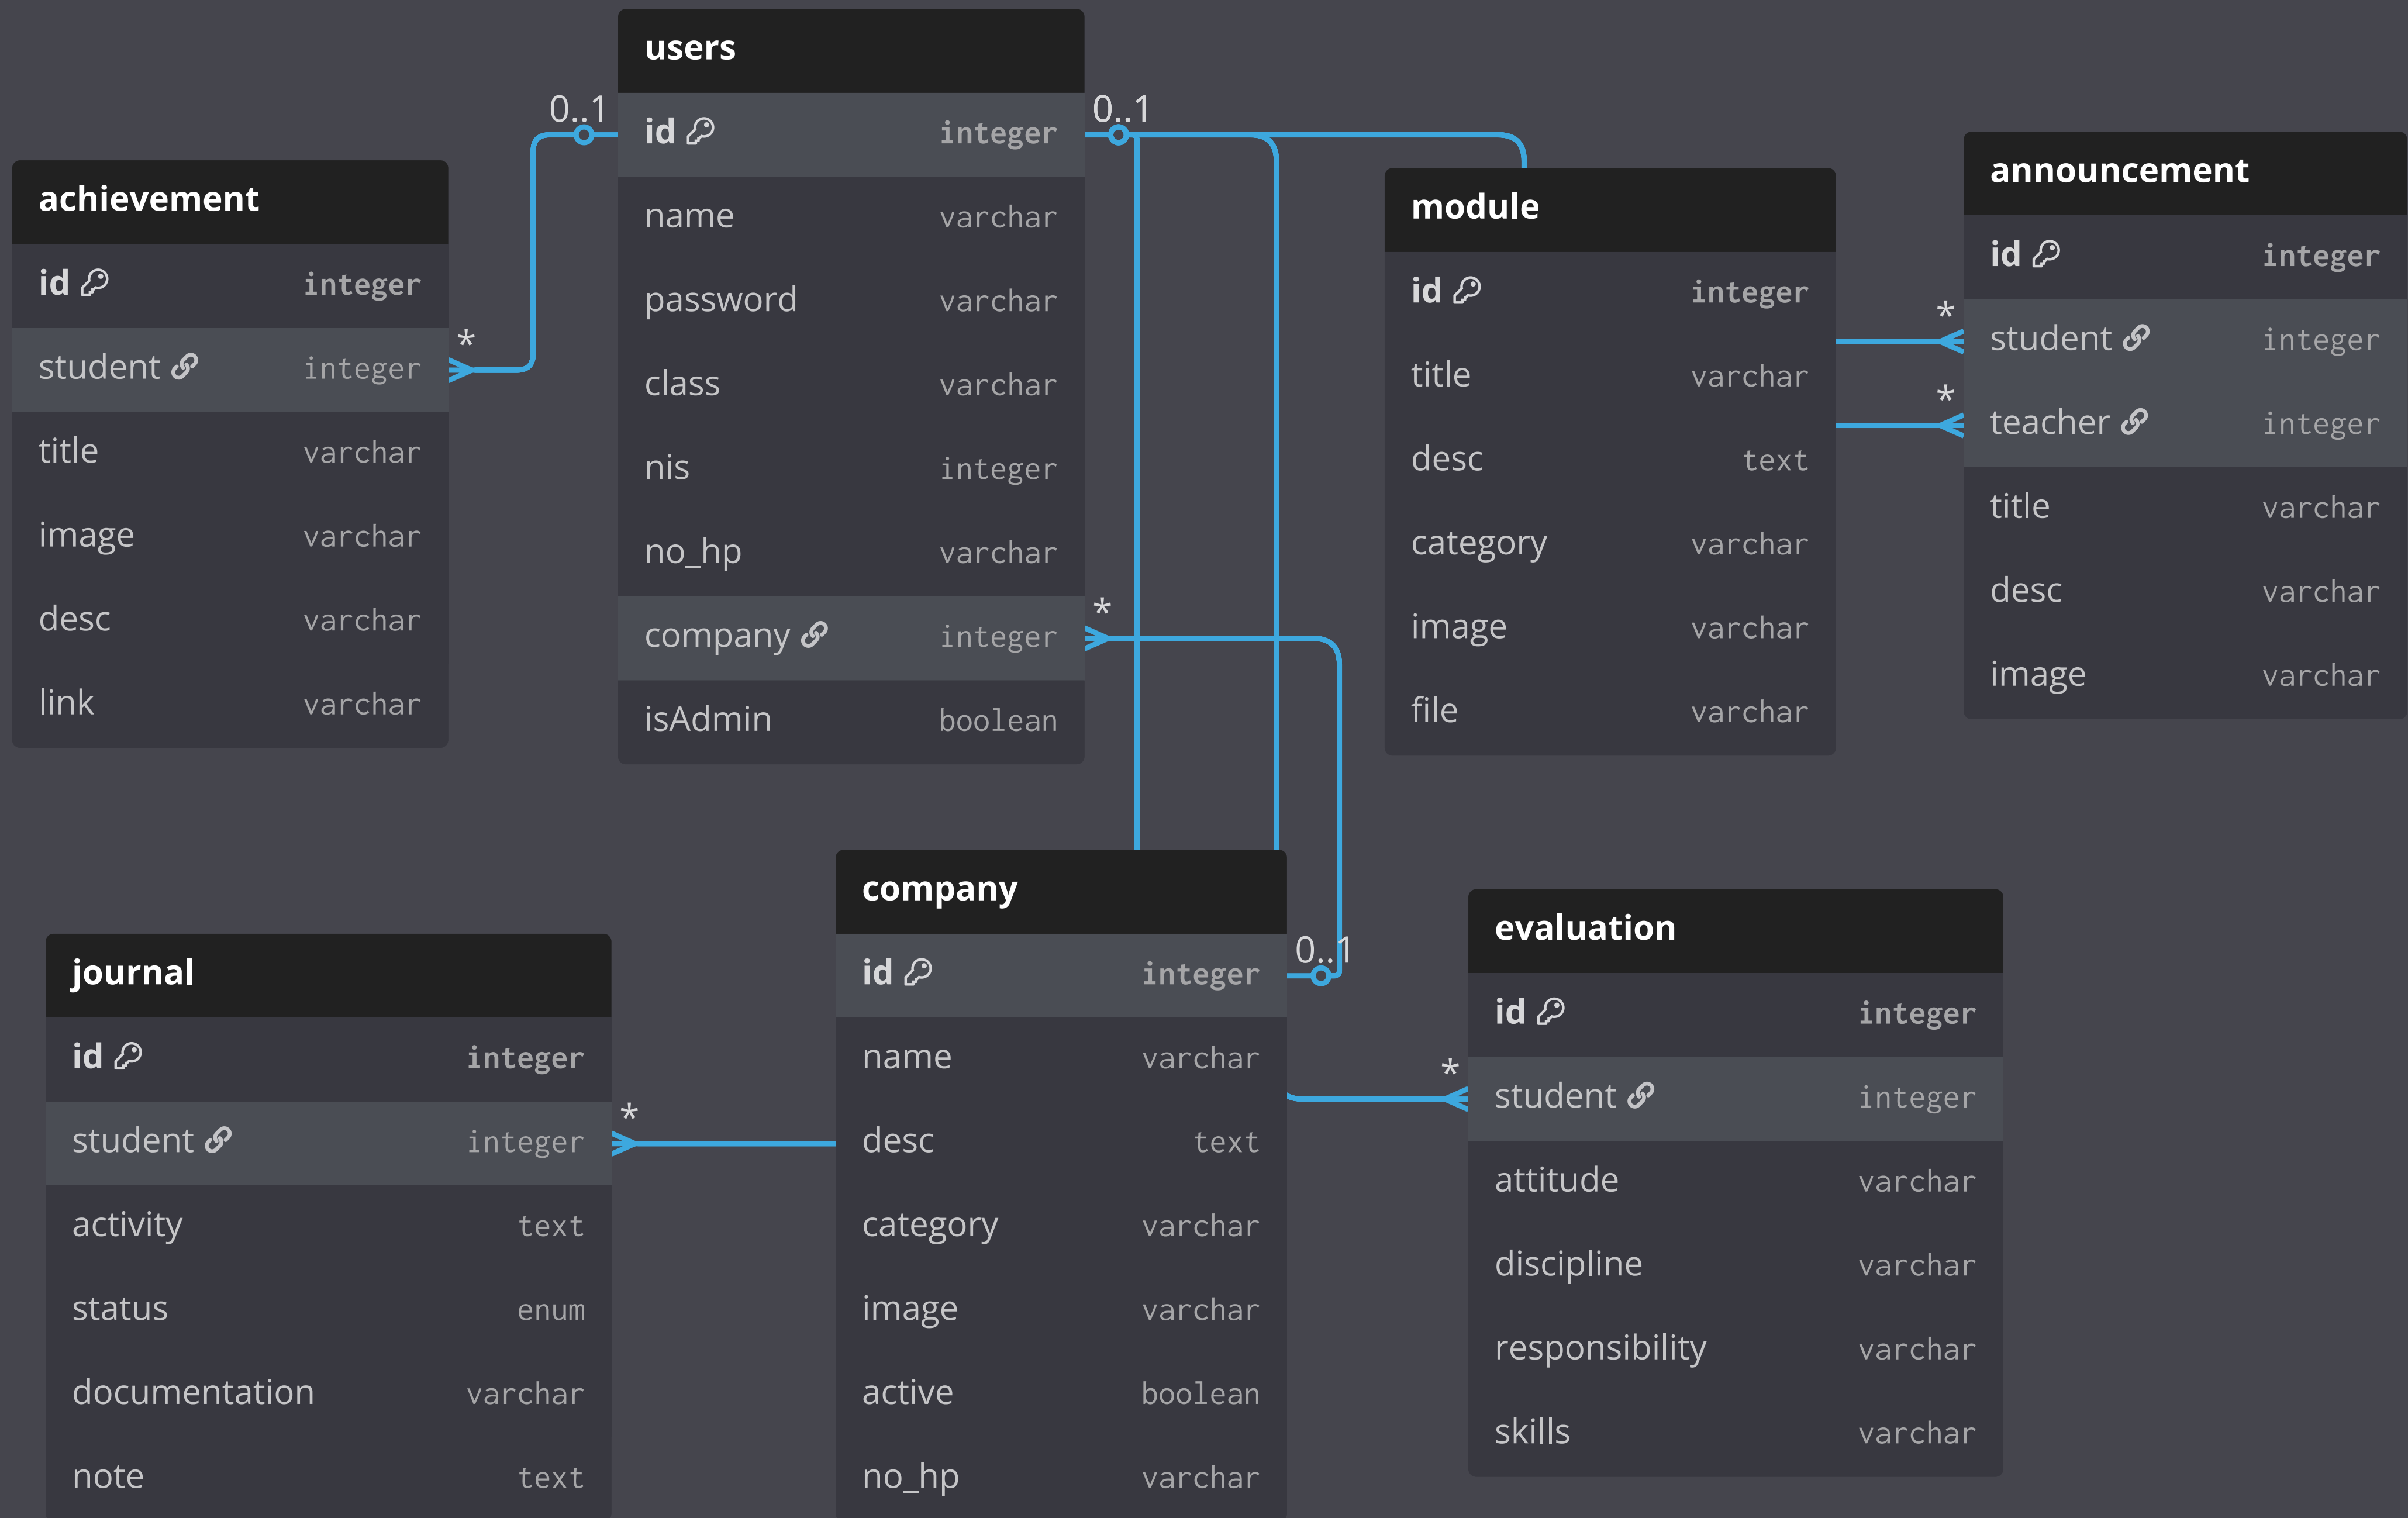 users
0..1
0..1
id integer
name varchar
password varchar
class varchar
nis integer
no_hp varchar
company integer
*
isAdmin boolean
achievement
id integer
student integer
*
title varchar
image varchar
desc varchar
link varchar
module
id integer
title varchar
desc text
category varchar
image varchar
file varchar
announcement
id integer
*
student integer
*
teacher integer
title varchar
desc varchar
image varchar
journal
id integer
student integer
*
activity text
status enum
documentation varchar
note text
company
id integer
0..1
name varchar
desc text
category varchar
image varchar
active boolean
no_hp varchar
evaluation
id integer
*
student integer
attitude varchar
discipline varchar
responsibility varchar
skills varchar